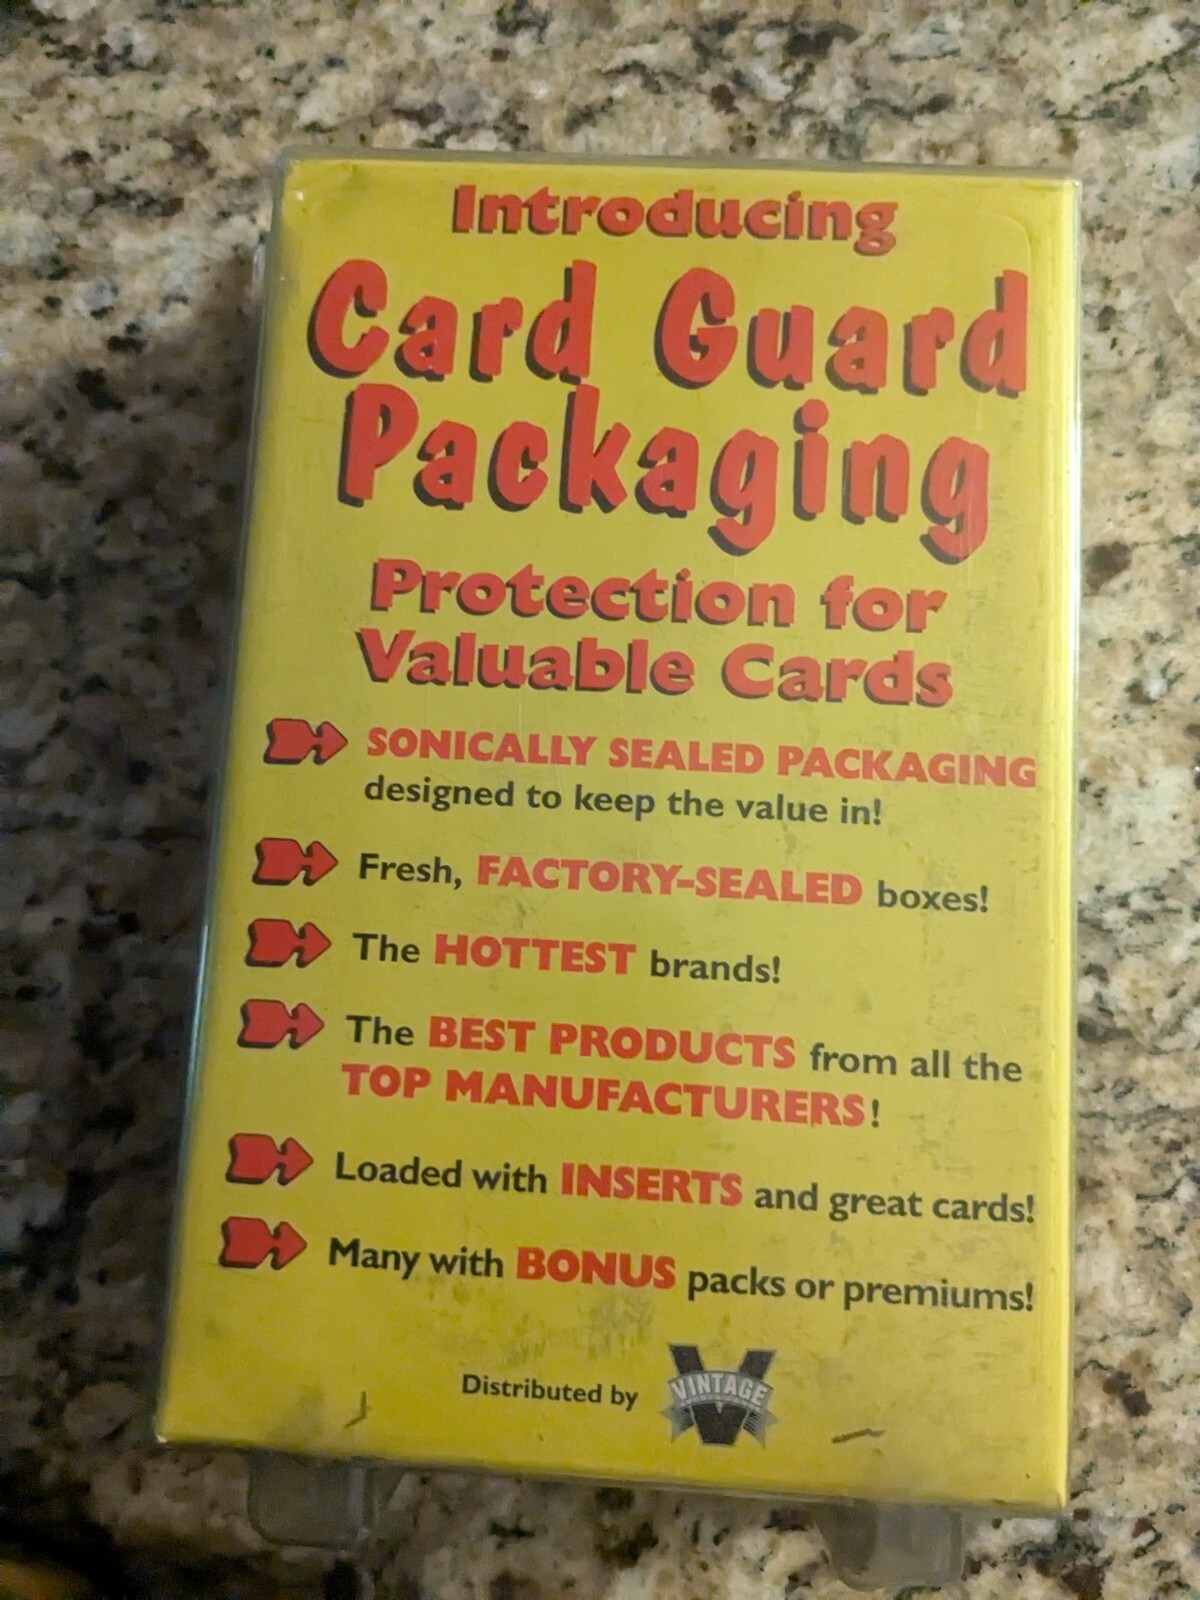 Introducing
Card Guard
Packaging
Protection for
Valuable Cards
SONICALLY SEALED PACKAGING
designed to keep the value in!
Fresh, FACTORY-SEALED boxes!
The HOTTEST brands!
The BEST PRODUCTS from all the
TOP MANUFACTURERS!
Loaded with INSERTS and great cards!
Many with BONUS packs or premiums!
Distributed by VINTAGE